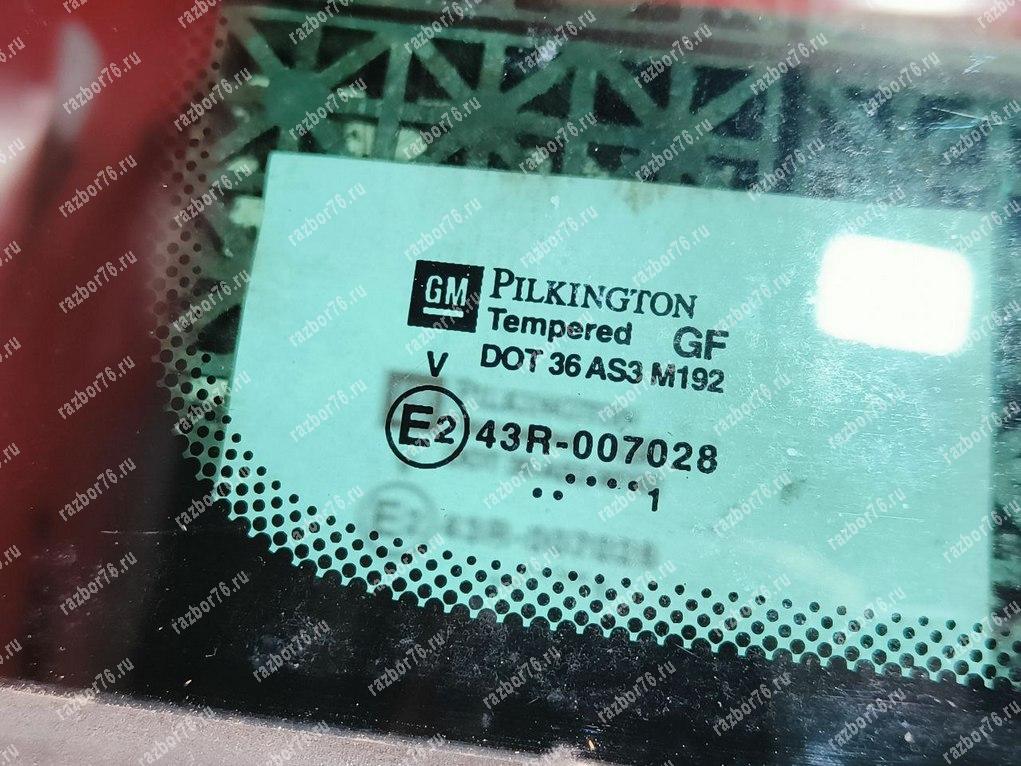 GM PILKINGTON
Tempered GF
DOT 36 AS3 M192
V
E2 43R-007028
.. ..... 1
razbor76.ru